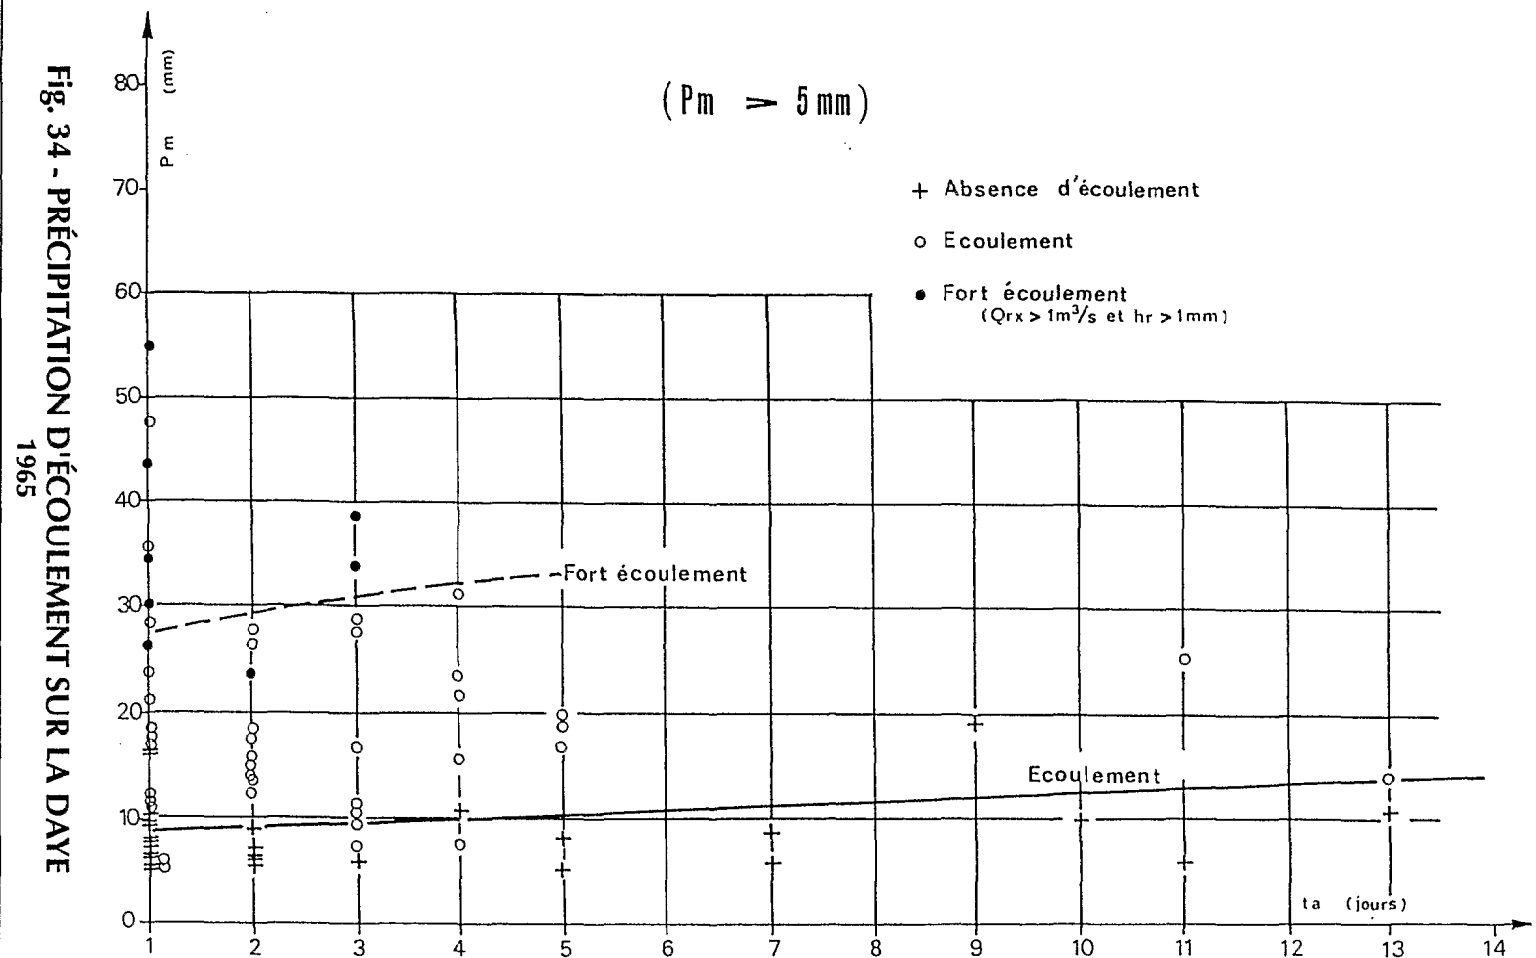 Fig. 34 - PRÉCIPITATION D'ÉCOULEMENT SUR LA DAYE
1965
Pm (mm)
(Pm > 5 mm)
+ Absence d'écoulement
o Ecoulement
• Fort écoulement
(Qrx > 1m³/s et hr > 1mm)
80
70
60
50
40
30
20
10
0
Fort écoulement
Ecoulement
ta (jours)
1 2 3 4 5 6 7 8 9 10 11 12 13 14